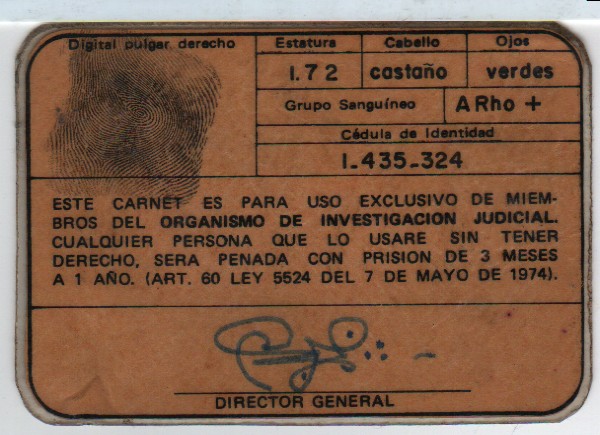 Digital pulgar derecho
Estatura Cabello Ojos
1.72 castaño verdes
Grupo Sanguíneo A Rho +
Cédula de Identidad
1-435-324
ESTE CARNET ES PARA USO EXCLUSIVO DE MIEM-
BROS DEL ORGANISMO DE INVESTIGACION JUDICIAL.
CUALQUIER PERSONA QUE LO USARE SIN TENER
DERECHO, SERA PENADA CON PRISION DE 3 MESES
A 1 AÑO. (ART. 60 LEY 5524 DEL 7 DE MAYO DE 1974).
DIRECTOR GENERAL